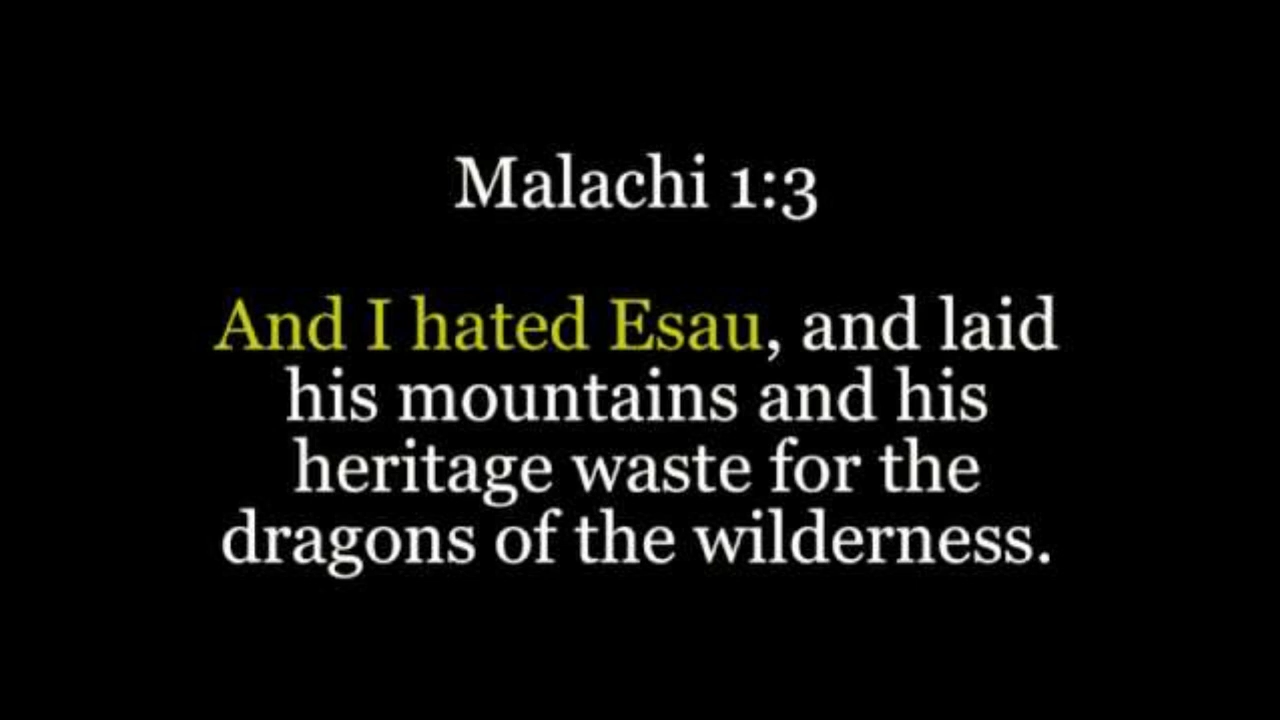 Malachi 1:3
And I hated Esau, and laid
his mountains and his
heritage waste for the
dragons of the wilderness.